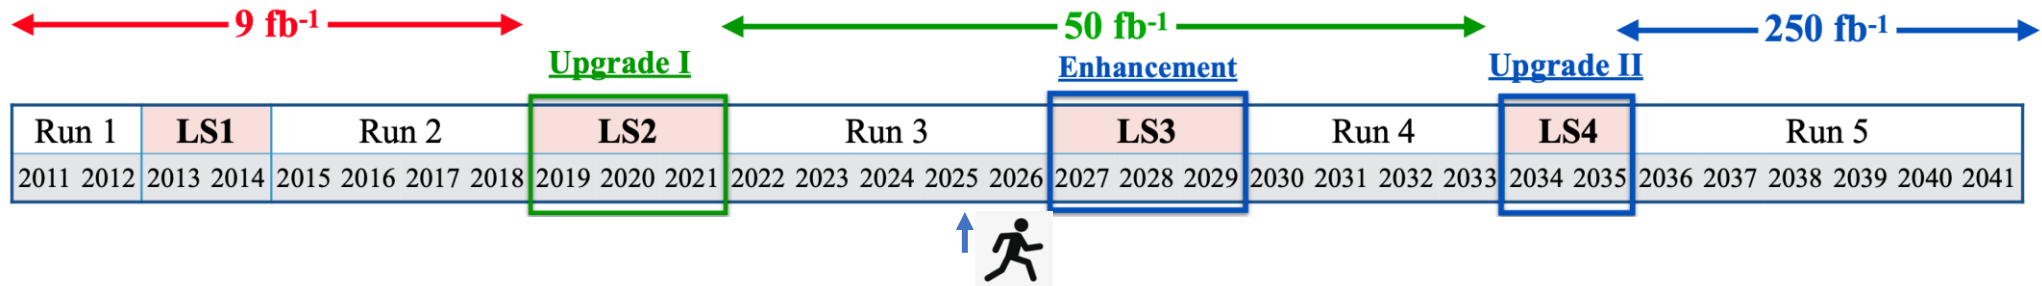 9 fb-1 50 fb-1 250 fb-1
Upgrade I Enhancement Upgrade II
Run 1 LS1 Run 2 LS2 Run 3 LS3 Run 4 LS4 Run 5
2011 2012 2013 2014 2015 2016 2017 2018 2019 2020 2021 2022 2023 2024 2025 2026 2027 2028 2029 2030 2031 2032 2033 2034 2035 2036 2037 2038 2039 2040 2041